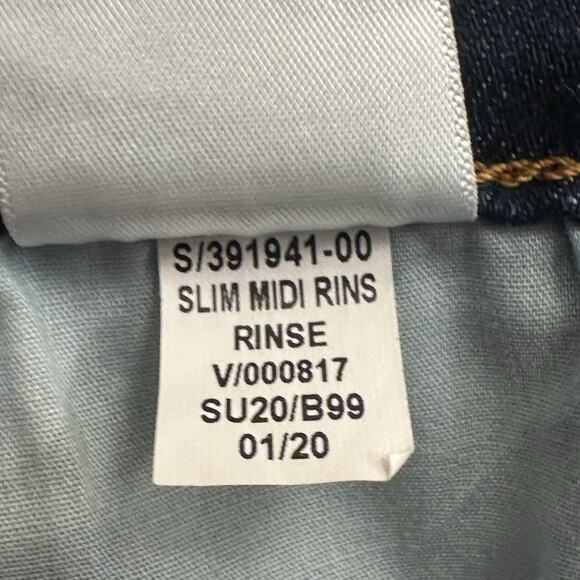 S/391941-00
SLIM MIDI RINS
RINSE
V/000817
SU20/B99
01/20